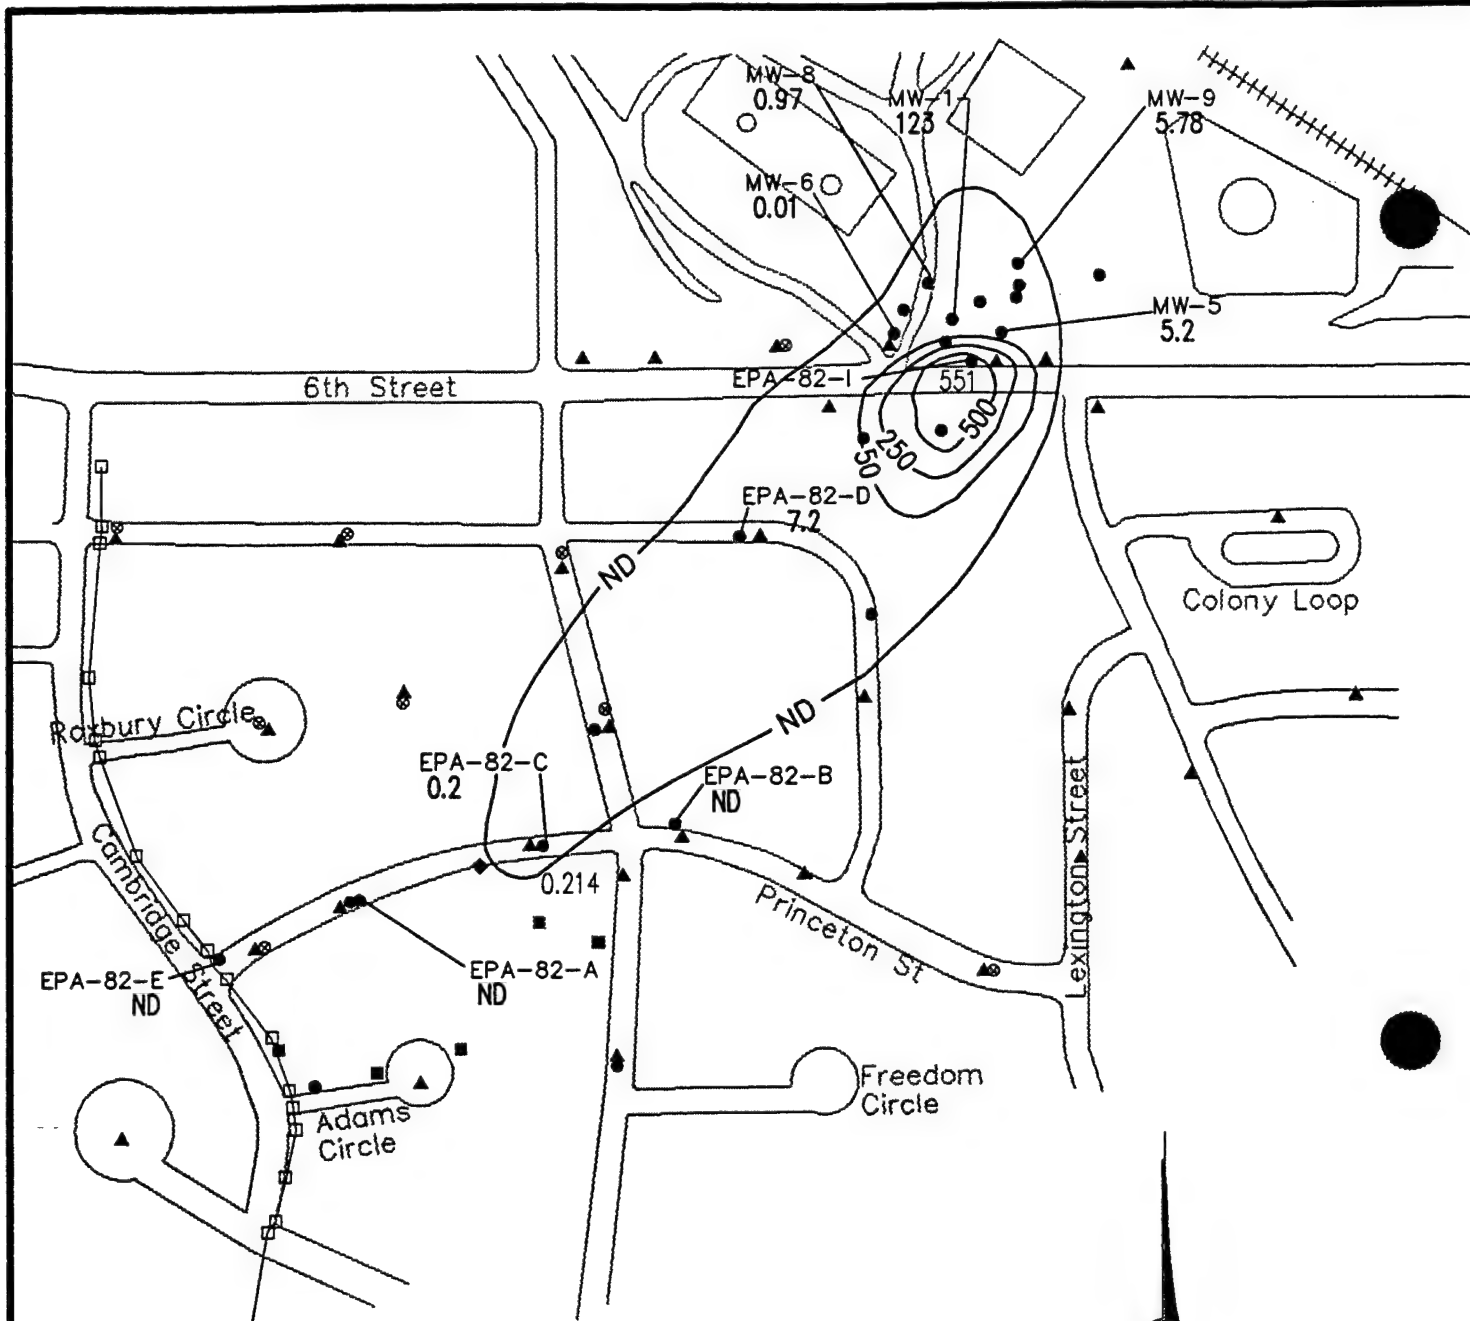 MW-8
0.97
MW-1
123
MW-9
5.78
MW-6
0.01
MW-5
5.2
EPA-82-I
551
6th Street
500
250
50
EPA-82-D
7.2
ND
Colony Loop
Roxbury Circle
ND
EPA-82-C
0.2
EPA-82-B
ND
Lexington Street
Cambridge Street
0.214
Princeton St
EPA-82-E
ND
EPA-82-A
ND
Freedom
Circle
Adams
Circle